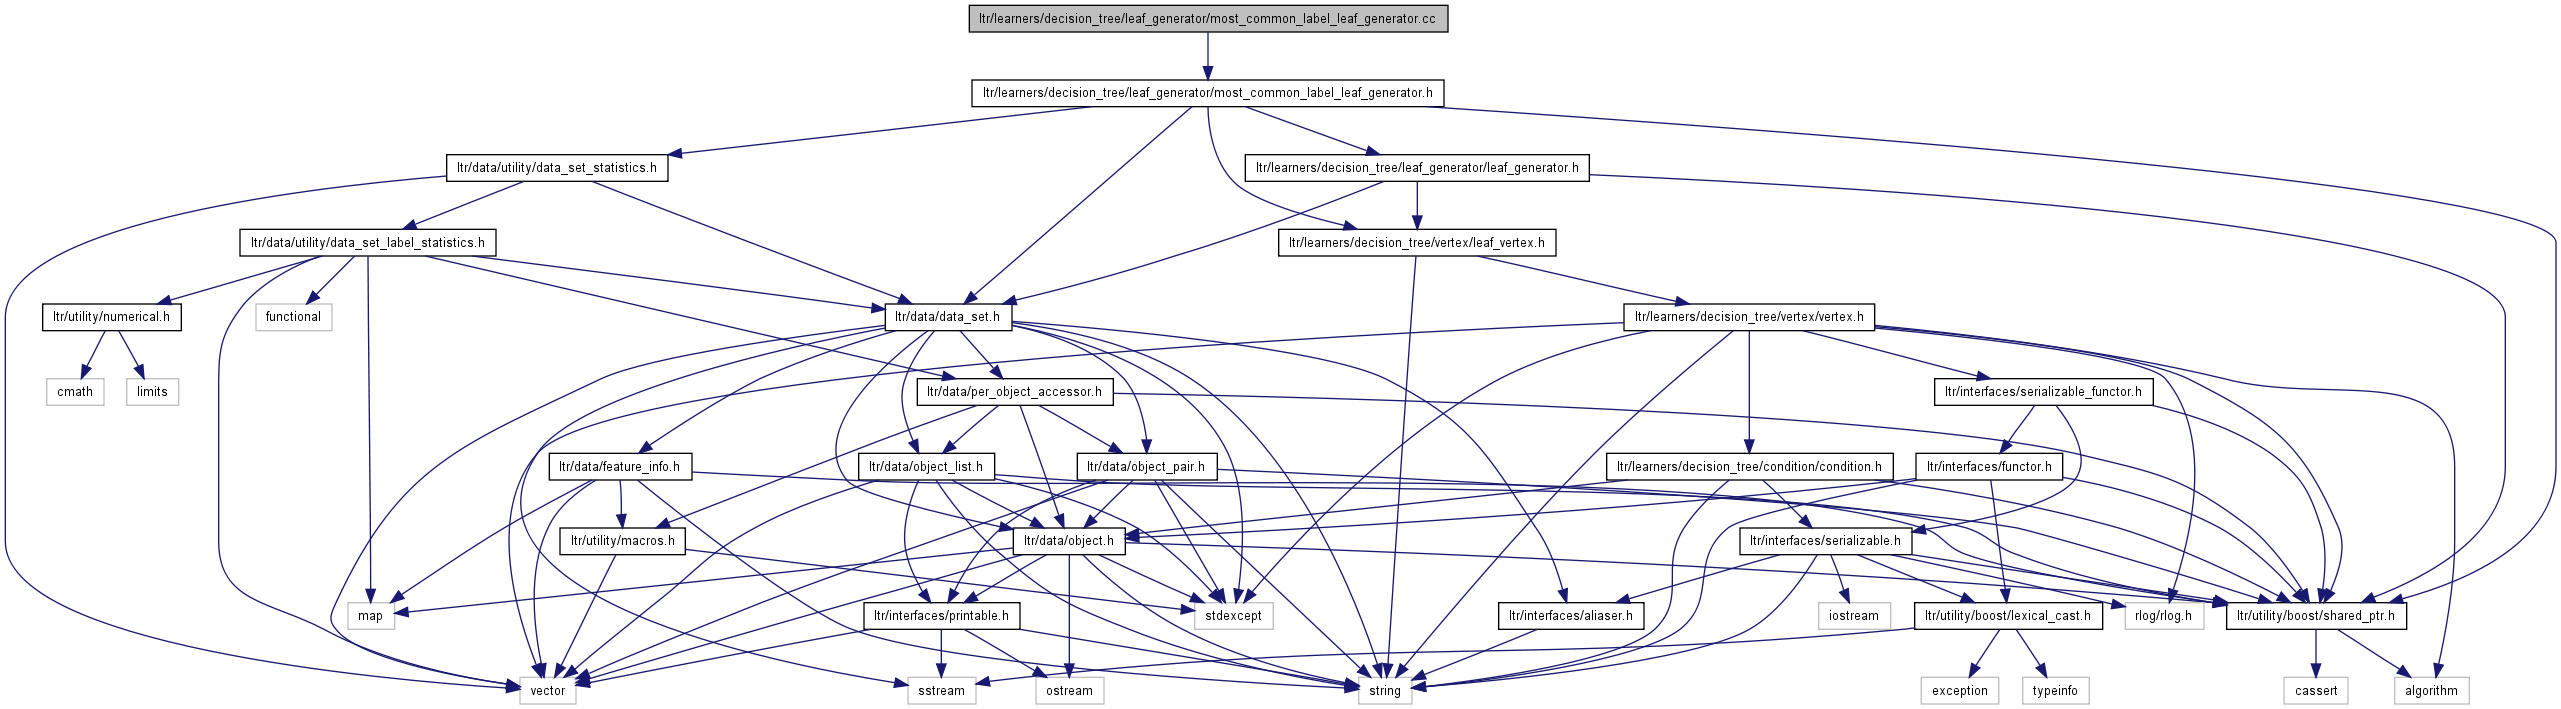 ltr/learners/decision_tree/leaf_generator/most_common_label_leaf_generator.cc
ltr/learners/decision_tree/leaf_generator/most_common_label_leaf_generator.h
ltr/data/utility/data_set_statistics.h
ltr/learners/decision_tree/leaf_generator/leaf_generator.h
ltr/data/utility/data_set_label_statistics.h
ltr/learners/decision_tree/vertex/leaf_vertex.h
ltr/utility/numerical.h
functional
ltr/data/data_set.h
ltr/learners/decision_tree/vertex/vertex.h
cmath
limits
ltr/data/per_object_accessor.h
ltr/interfaces/serializable_functor.h
ltr/data/feature_info.h
ltr/data/object_list.h
ltr/data/object_pair.h
ltr/learners/decision_tree/condition/condition.h
ltr/interfaces/functor.h
ltr/utility/macros.h
ltr/data/object.h
ltr/interfaces/serializable.h
map
ltr/interfaces/printable.h
stdexcept
ltr/interfaces/aliaser.h
iostream
ltr/utility/boost/lexical_cast.h
rlog/rlog.h
ltr/utility/boost/shared_ptr.h
vector
sstream
ostream
string
exception
typeinfo
cassert
algorithm